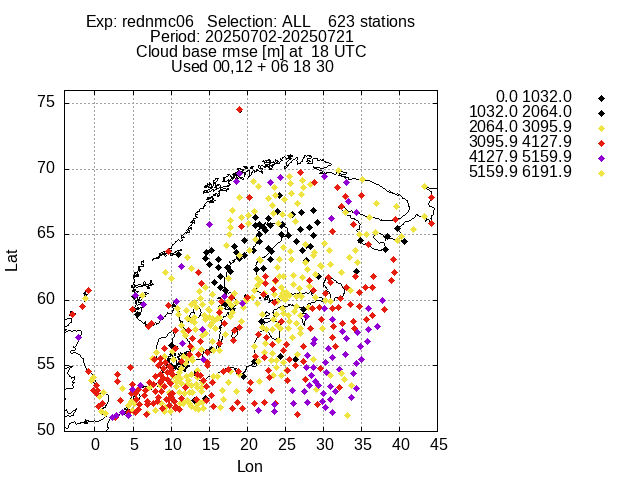 Exp: rednmc06 Selection: ALL 623 stations
Period: 20250702-20250721
Cloud base rmse [m] at 18 UTC
Used 00,12 + 06 18 30
0.0 1032.0
1032.0 2064.0
2064.0 3095.9
3095.9 4127.9
4127.9 5159.9
5159.9 6191.9
75
70
65
60
55
50
Lat
0 5 10 15 20 25 30 35 40 45
Lon